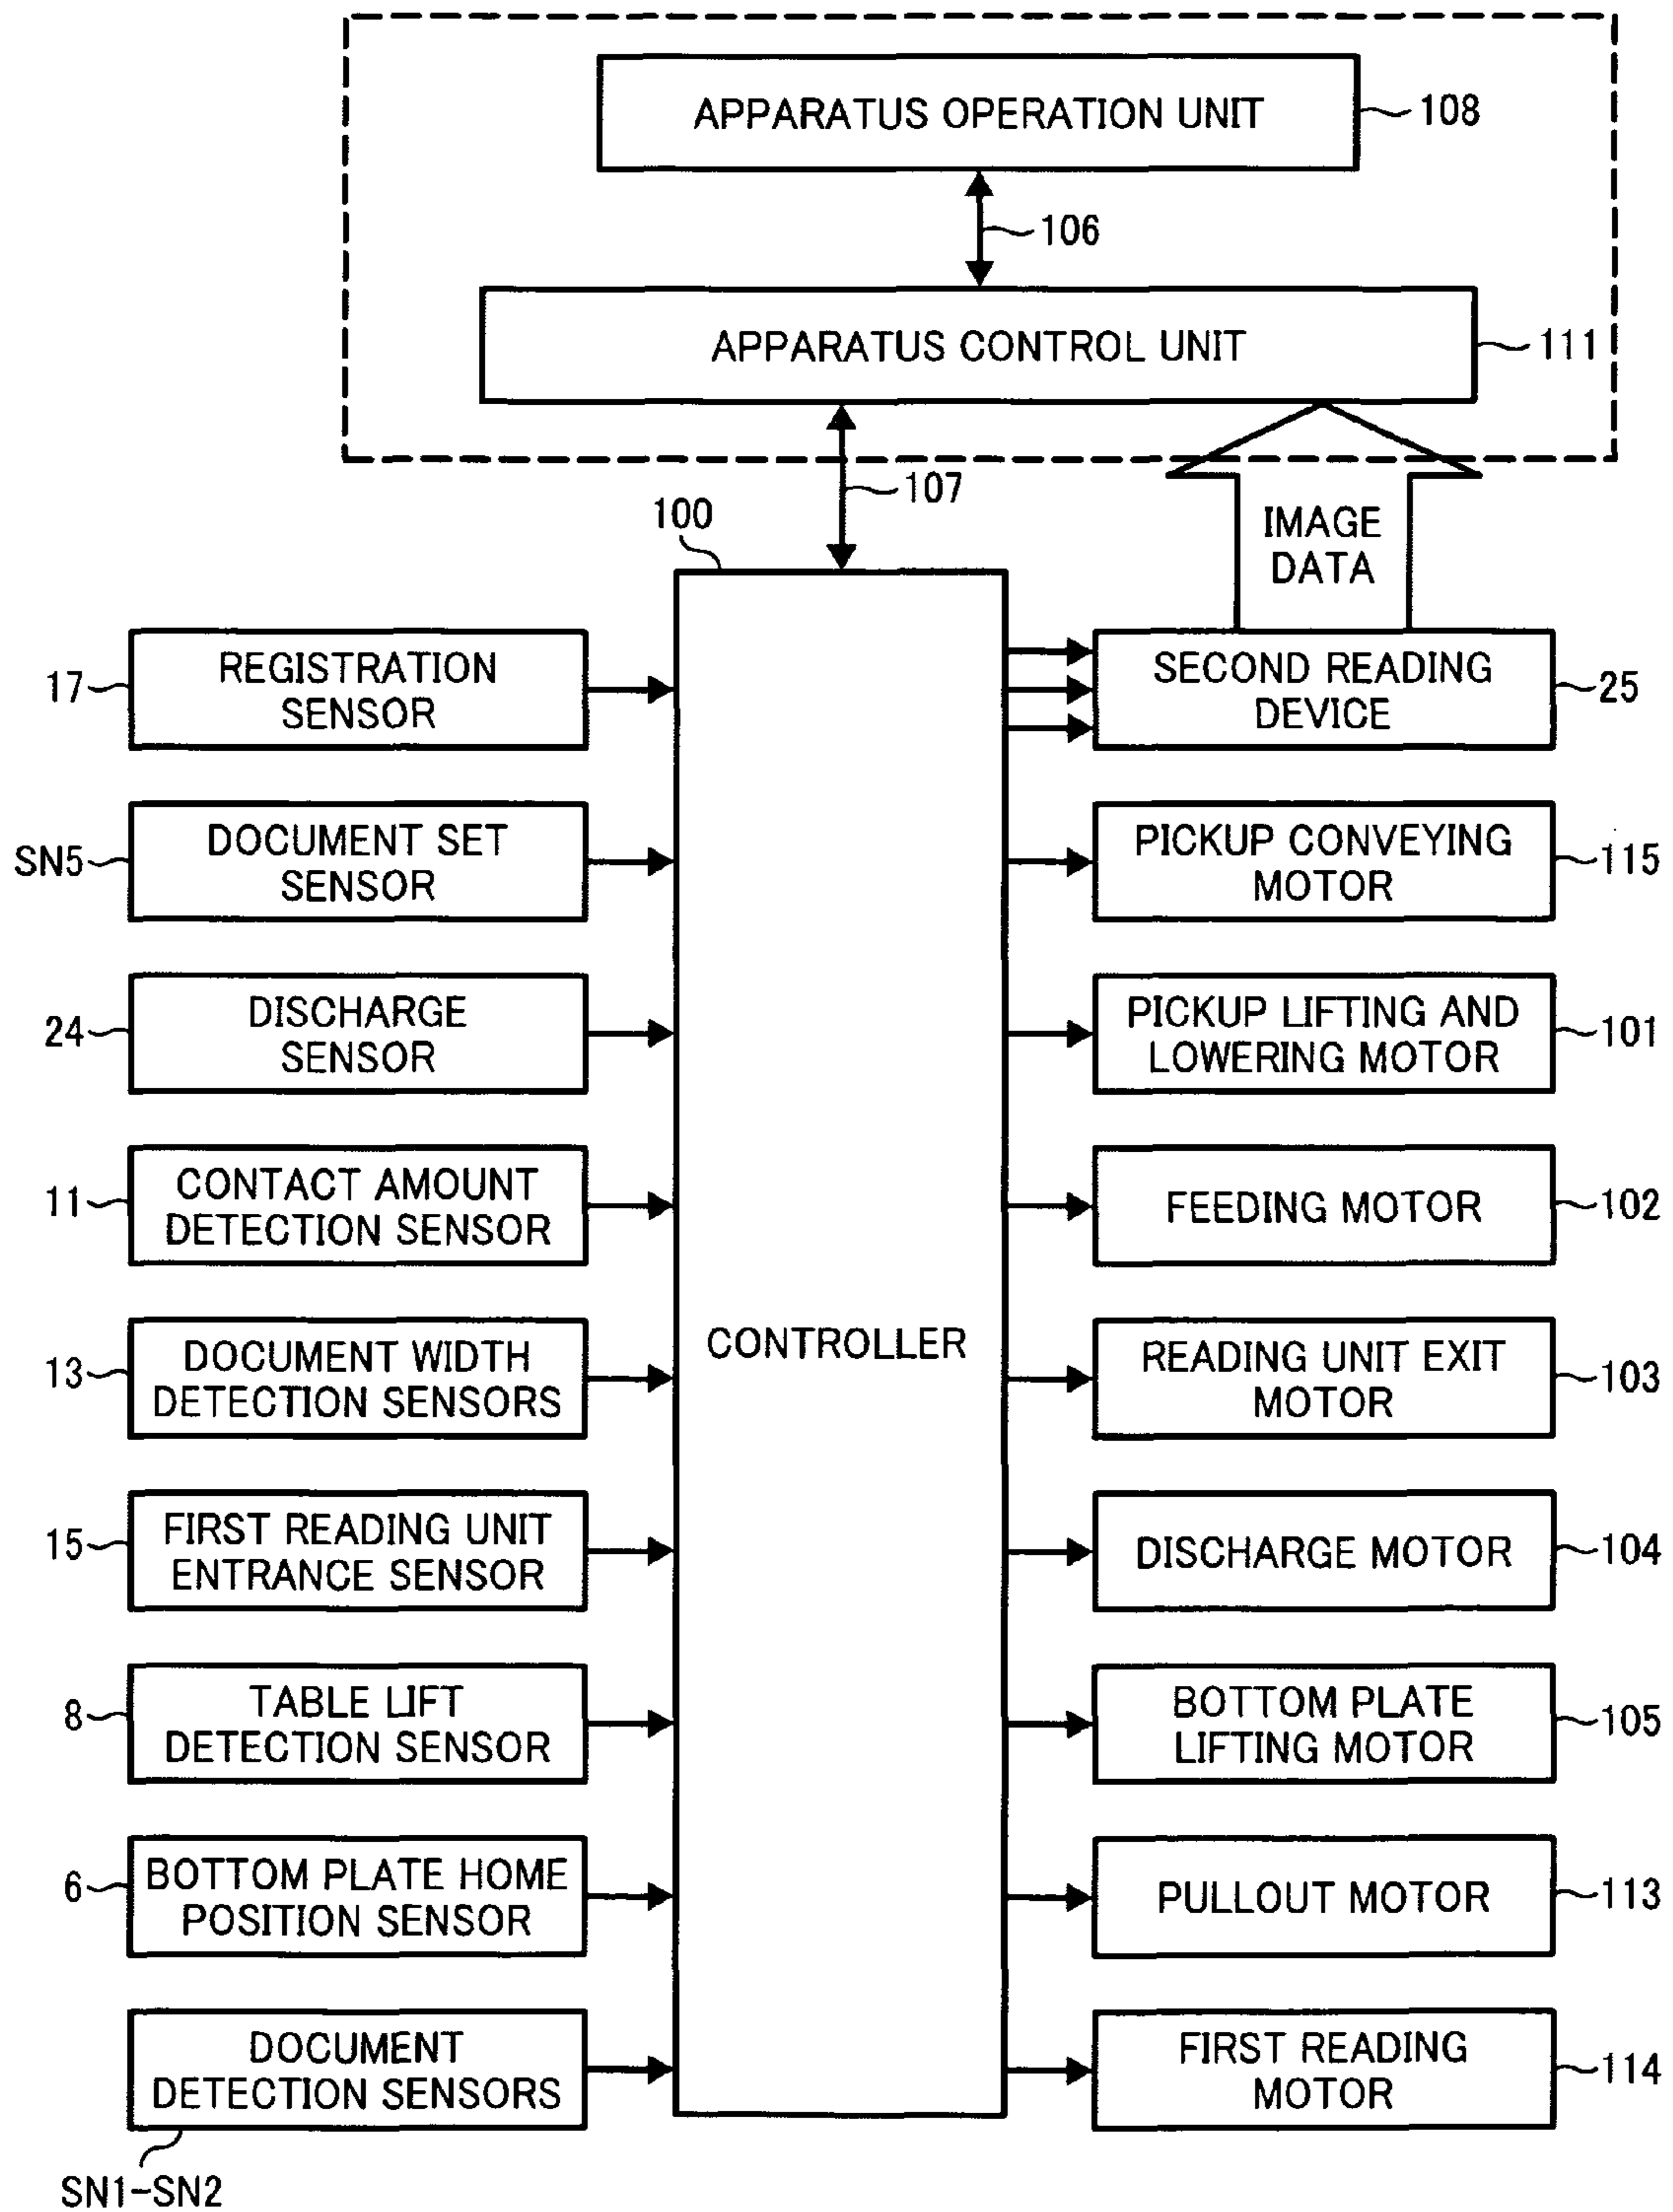 APPARATUS OPERATION UNIT
108
106
APPARATUS CONTROL UNIT
111
107
100
IMAGE
DATA
CONTROLLER
17
REGISTRATION
SENSOR
SECOND READING
DEVICE
25
SN5
DOCUMENT SET
SENSOR
PICKUP CONVEYING
MOTOR
115
24
DISCHARGE
SENSOR
PICKUP LIFTING AND
LOWERING MOTOR
101
11
CONTACT AMOUNT
DETECTION SENSOR
FEEDING MOTOR
102
13
DOCUMENT WIDTH
DETECTION SENSORS
READING UNIT EXIT
MOTOR
103
15
FIRST READING UNIT
ENTRANCE SENSOR
DISCHARGE MOTOR
104
8
TABLE LIFT
DETECTION SENSOR
BOTTOM PLATE
LIFTING MOTOR
105
6
BOTTOM PLATE HOME
POSITION SENSOR
PULLOUT MOTOR
113
DOCUMENT
DETECTION SENSORS
SN1-SN2
FIRST READING
MOTOR
114